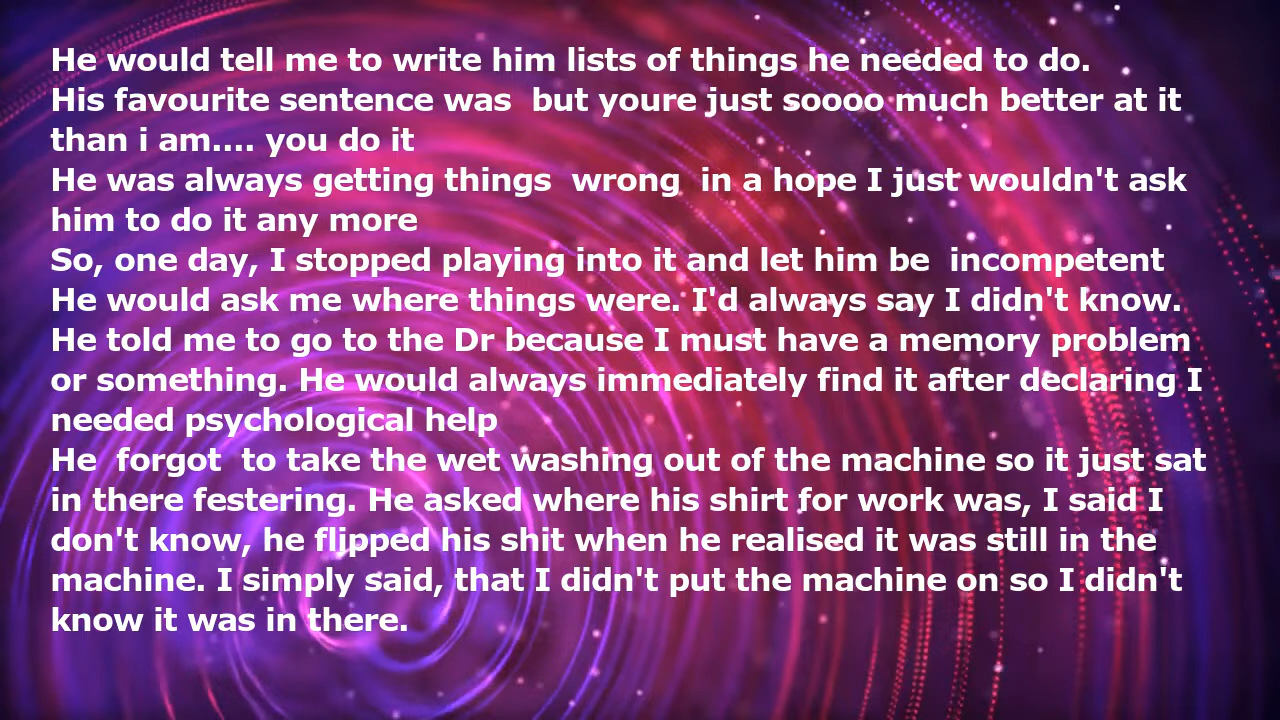 He would tell me to write him lists of things he needed to do.
His favourite sentence was  but youre just soooo much better at it
than i am.... you do it
He was always getting things  wrong  in a hope I just wouldn't ask
him to do it any more
So, one day, I stopped playing into it and let him be  incompetent
He would ask me where things were. I'd always say I didn't know.
He told me to go to the Dr because I must have a memory problem
or something. He would always immediately find it after declaring I
needed psychological help
He  forgot  to take the wet washing out of the machine so it just sat
in there festering. He asked where his shirt for work was, I said I
don't know, he flipped his shit when he realised it was still in the
machine. I simply said, that I didn't put the machine on so I didn't
know it was in there.